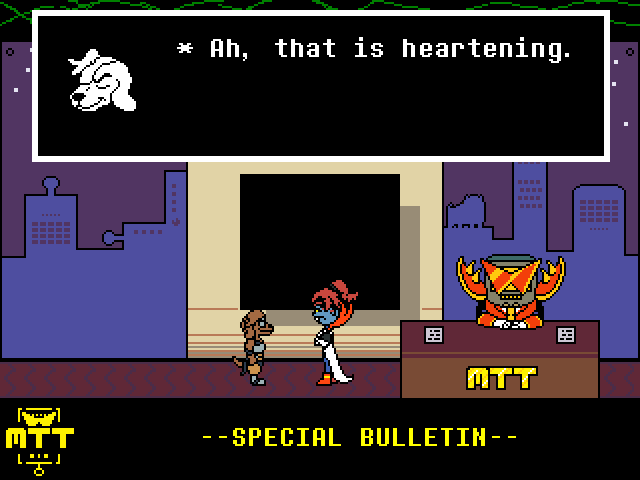 * Ah, that is heartening.
MTT
MTT
--SPECIAL BULLETIN--